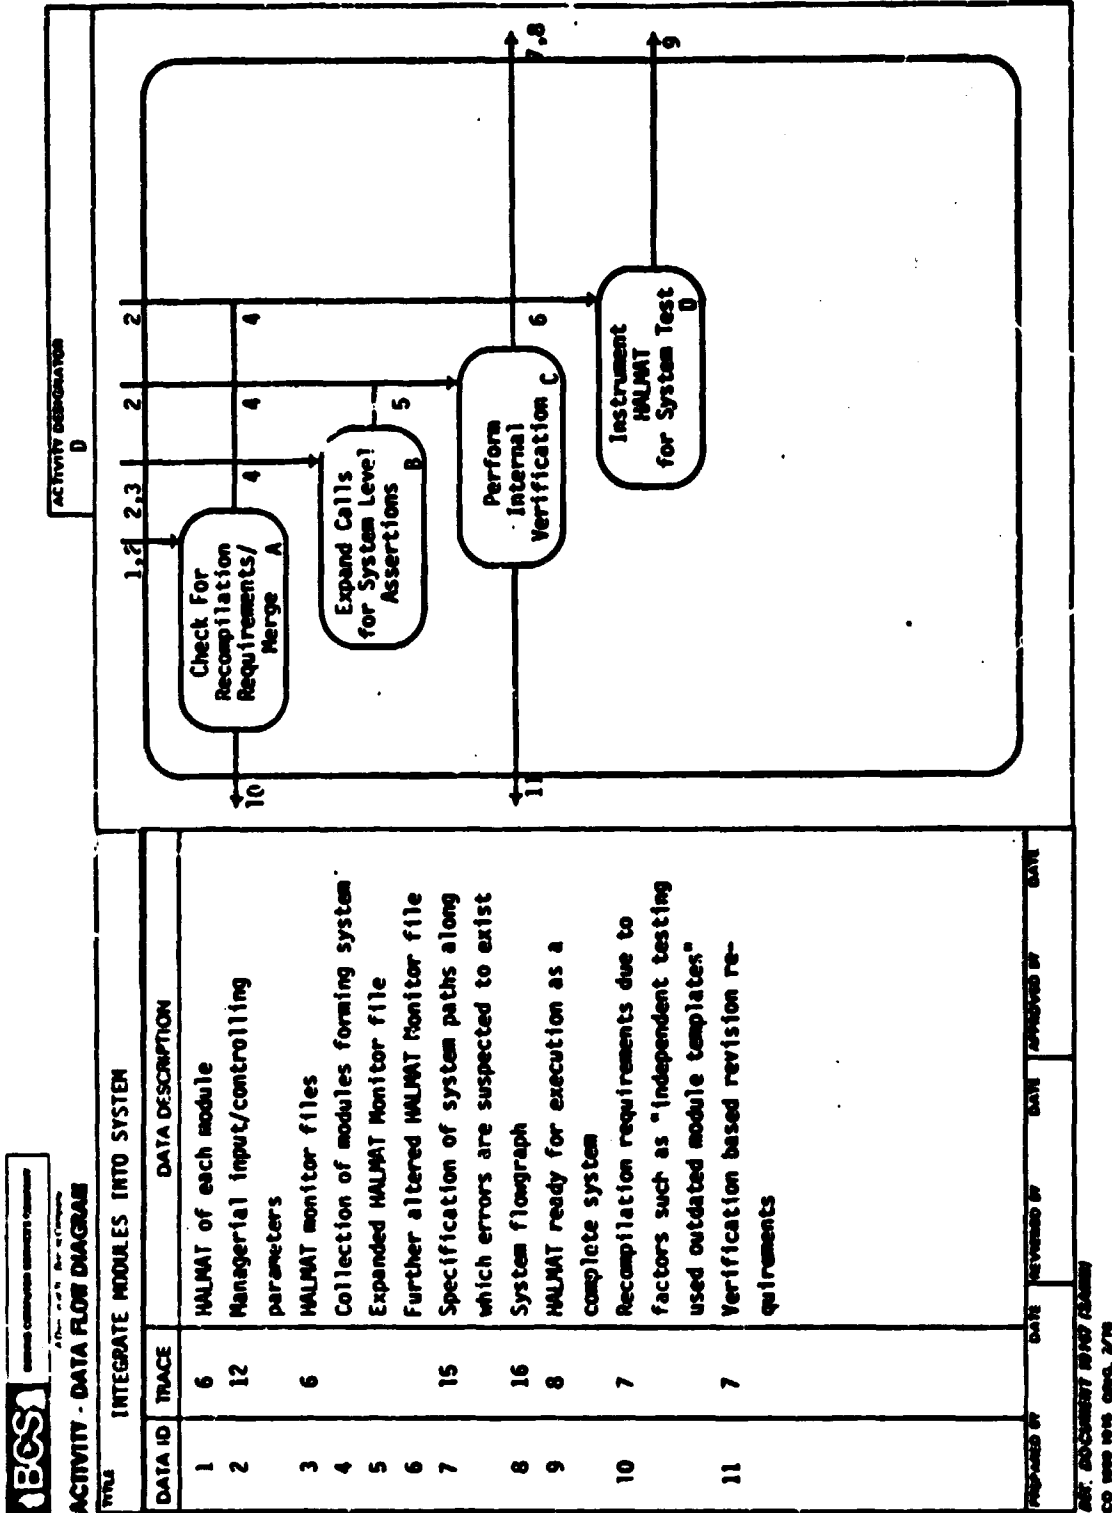 BCS
BOEING COMPUTER SERVICES COMPANY
ACTIVITY - DATA FLOW DIAGRAM
TITLE
INTEGRATE MODULES INTO SYSTEM
ACTIVITY DESIGNATOR
D
DATA ID TRACE DATA DESCRIPTION
1 6 HALMAT of each module
2 12 Managerial input/controlling
parameters
3 6 HALMAT monitor files
4 Collection of modules forming system
5 Expanded HALMAT Monitor file
6 Further altered HALMAT Monitor file
7 15 Specification of system paths along
which errors are suspected to exist
8 16 System flowgraph
9 8 HALMAT ready for execution as a
complete system
10 7 Recompilation requirements due to
factors such as "independent testing
used outdated module templates"
11 7 Verification based revision re-
quirements
1,2 2,3 2 2
Check For
Recompilation
Requirements/
Merge A
10
4 4 4
Expand Calls
for System Level
Assertions B
5
Perform
Internal
Verification C
11
6
7,8
Instrument
HALMAT
for System Test
D
9
PREPARED BY DATE REVIEWED BY DATE APPROVED BY DATE
REF. DOCUMENT